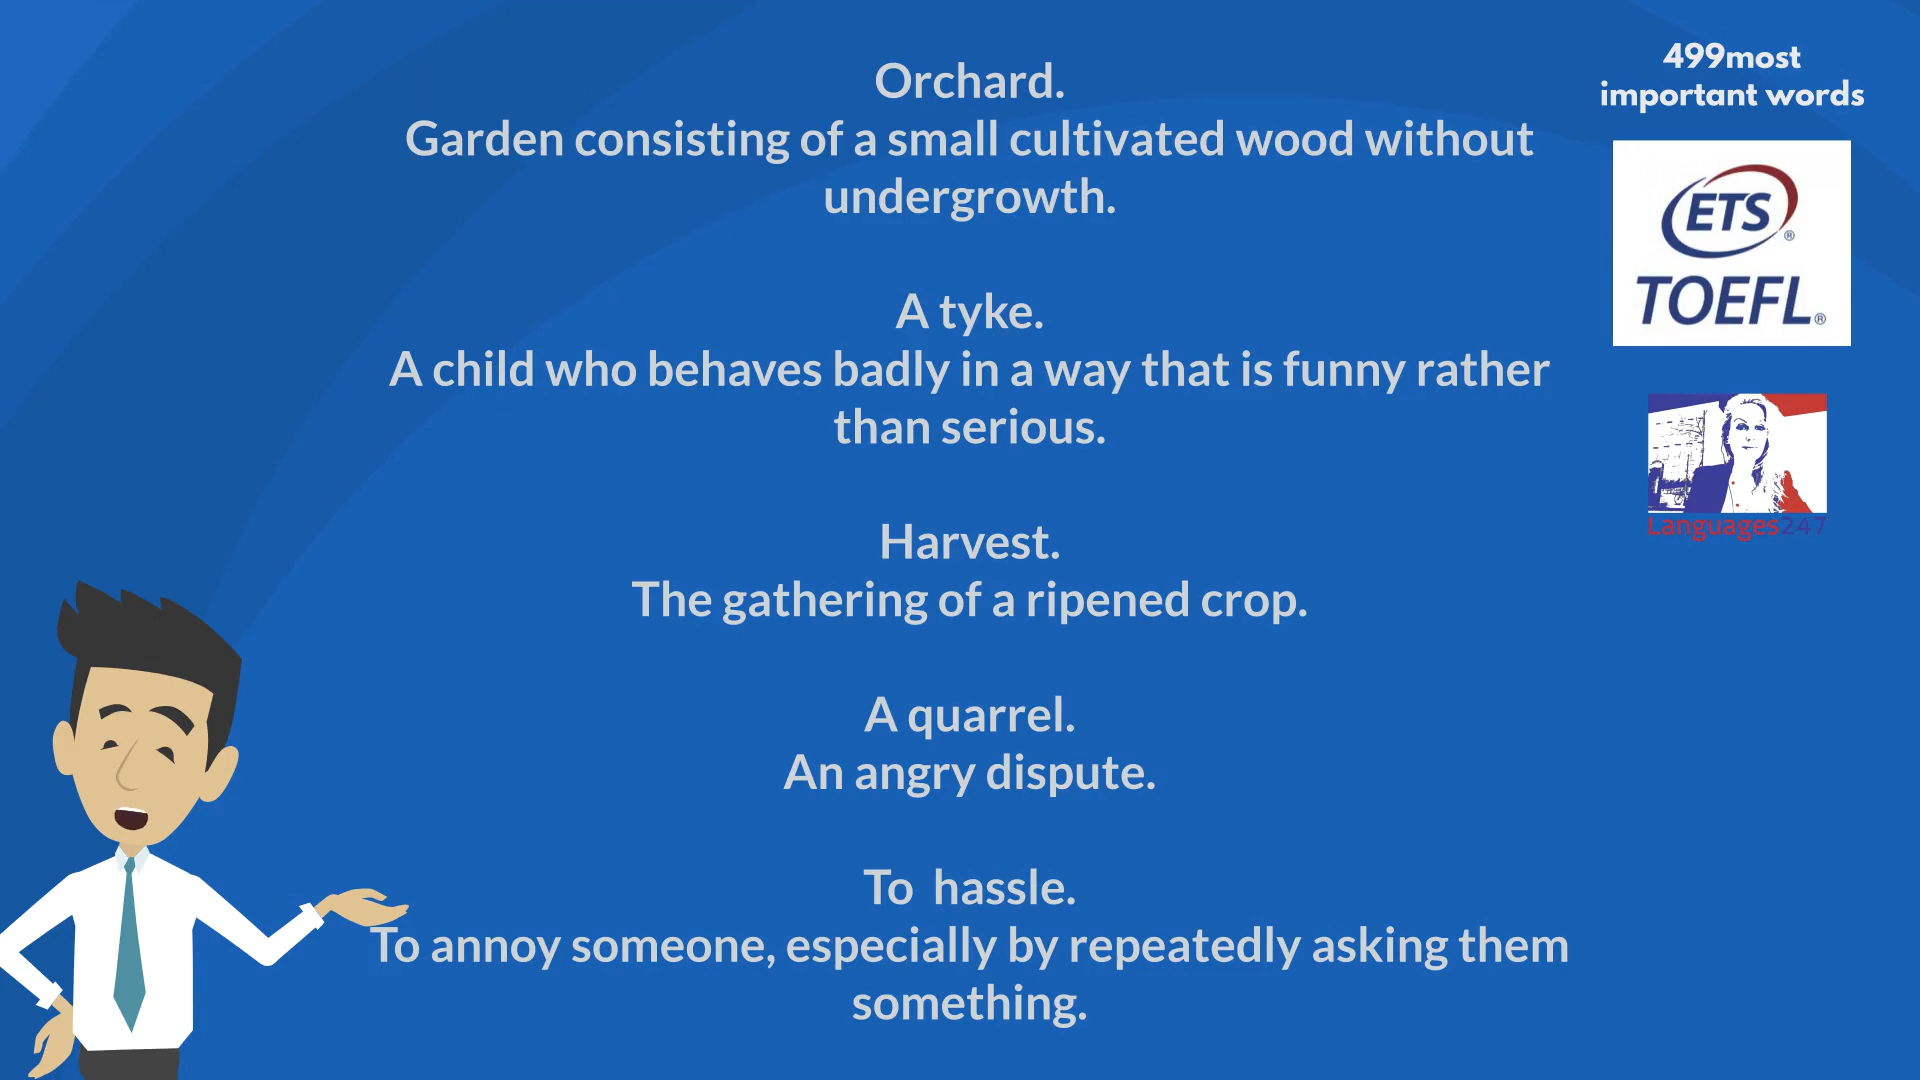 Orchard.
Garden consisting of a small cultivated wood without
undergrowth.
A tyke.
A child who behaves badly in a way that is funny rather
than serious.
Harvest.
The gathering of a ripened crop.
A quarrel.
An angry dispute.
To hassle.
To annoy someone, especially by repeatedly asking them
something.
499most
important words
ETS®
TOEFL®
Languages247